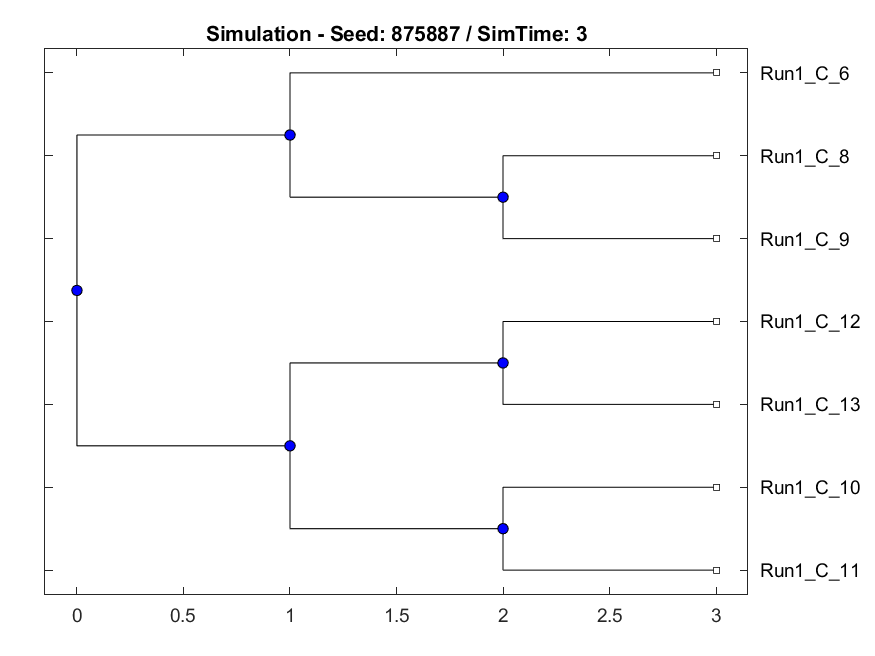 Simulation - Seed: 875887 / SimTime: 3
Run1_C_6
Run1_C_8
Run1_C_9
Run1_C_12
Run1_C_13
Run1_C_10
Run1_C_11
0 0.5 1 1.5 2 2.5 3